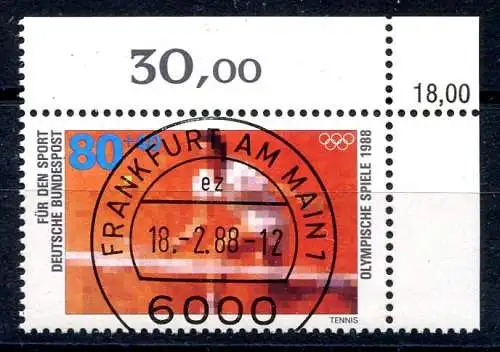 30,00
18,00
FÜR DEN SPORT
DEUTSCHE BUNDESPOST
80
OLYMPISCHE SPIELE 1988
FRANKFURT AM MAIN 1
ez
18.-2.88-12
6000
TENNIS